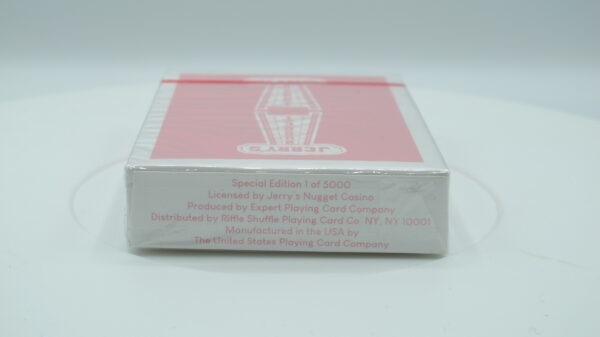 JERRY'S
Special Edition 1 of 5000
Licensed by Jerry s Nugget Casino
Produced by Expert Playing Card Company
Distributed by Riffle Shuffle Playing Card Co. NY, NY 10001
Manufactured in the USA by
The United States Playing Card Company